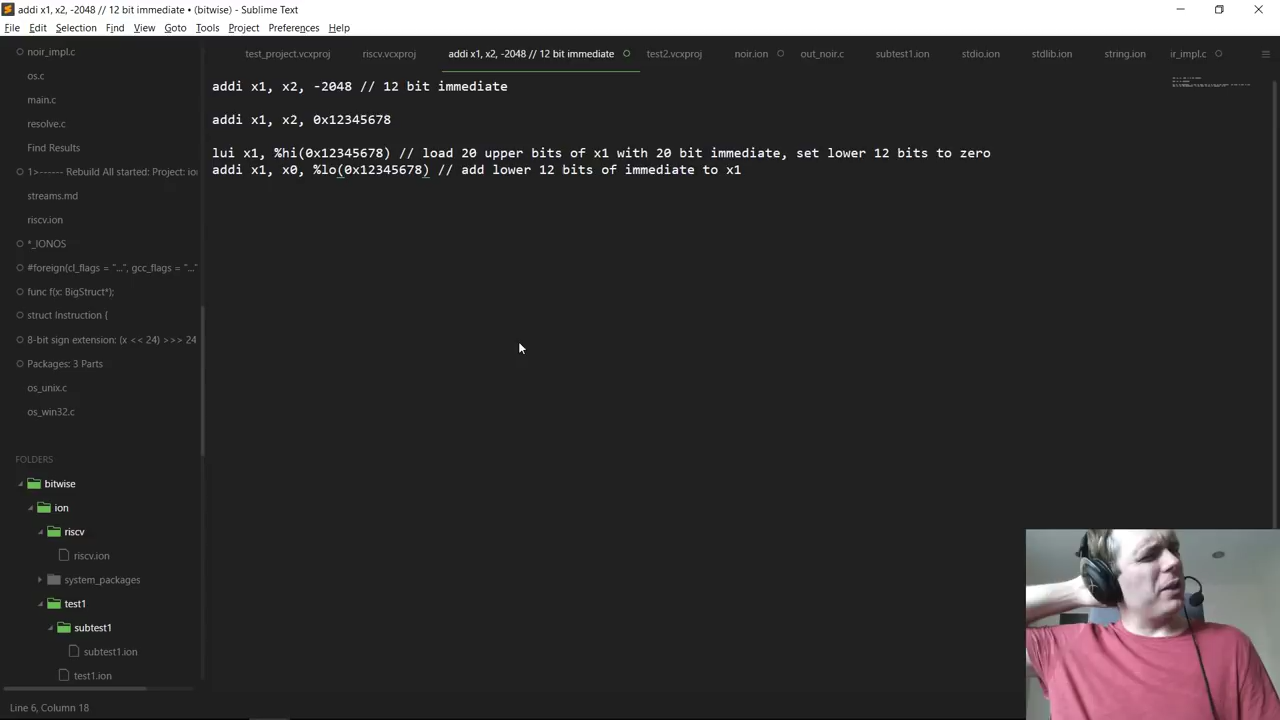 addi x1, x2, -2048 // 12 bit immediate • (bitwise) - Sublime Text
File Edit Selection Find View Goto Tools Project Preferences Help
test_project.vcxproj riscv.vcxproj addi x1, x2, -2048 // 12 bit immediate test2.vcxproj noir.ion out_noir.c subtest1.ion stdio.ion stdlib.ion string.ion ir_impl.c
noir_impl.c
os.c
main.c
resolve.c
Find Results
1>------ Rebuild All started: Project: ion
streams.md
riscv.ion
*_IONOS
#foreign(cl_flags = "...", gcc_flags = "..."
func f(x: BigStruct*);
struct Instruction {
8-bit sign extension: (x << 24) >>> 24
Packages: 3 Parts
os_unix.c
os_win32.c
FOLDERS
bitwise
ion
riscv
riscv.ion
system_packages
test1
subtest1
subtest1.ion
test1.ion
addi x1, x2, -2048 // 12 bit immediate
addi x1, x2, 0x12345678
lui x1, %hi(0x12345678) // load 20 upper bits of x1 with 20 bit immediate, set lower 12 bits to zero
addi x1, x0, %lo(0x12345678) // add lower 12 bits of immediate to x1
Line 6, Column 18